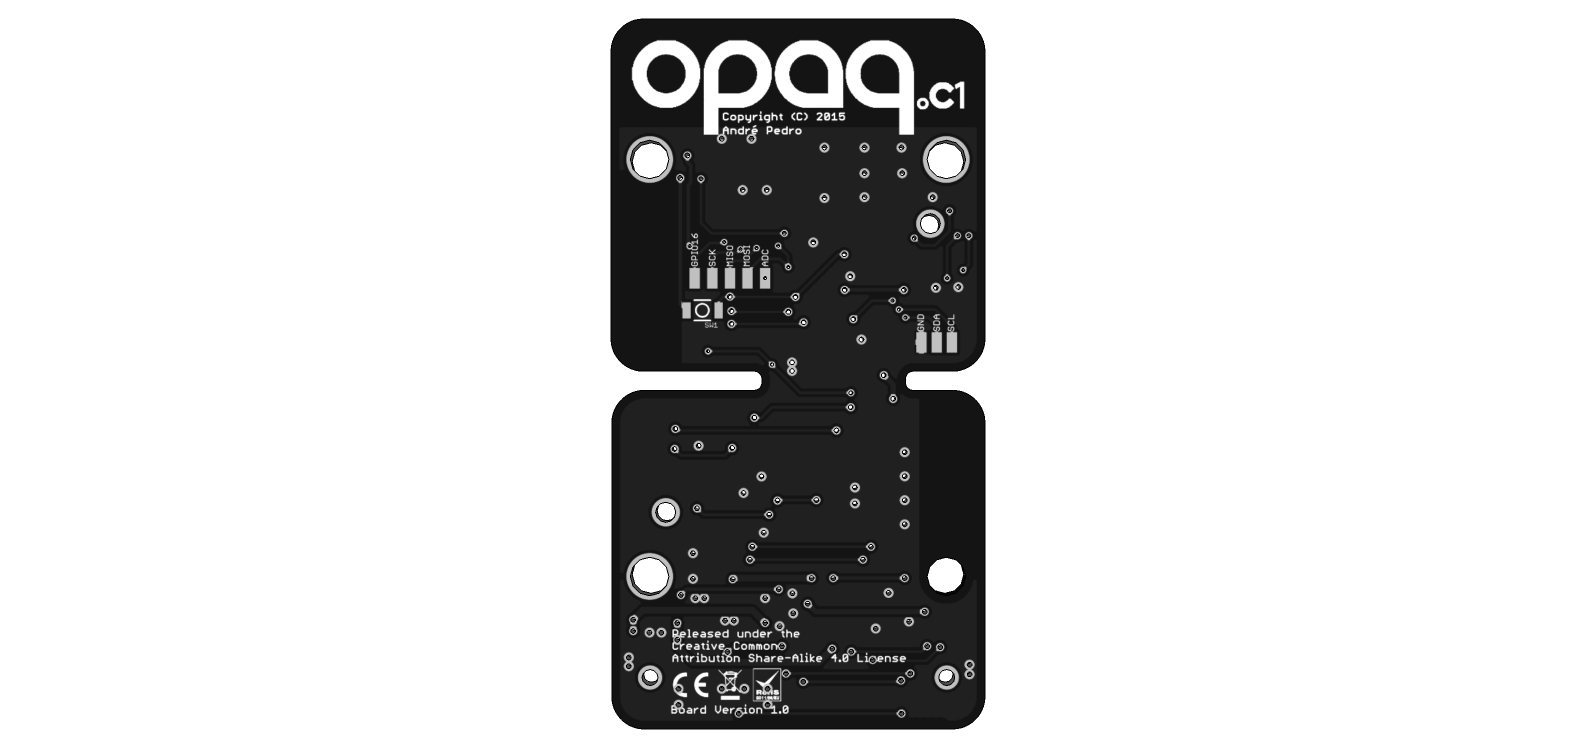 opaq.c1
Copyright (C) 2015
André Pedro
GPIO16
SCK
MISO
MOSI
ADC
SW1
GND
SDA
SCL
Released under the
Creative Commons
Attribution Share-Alike 4.0 License
CE
RoHS
Board Version 1.0